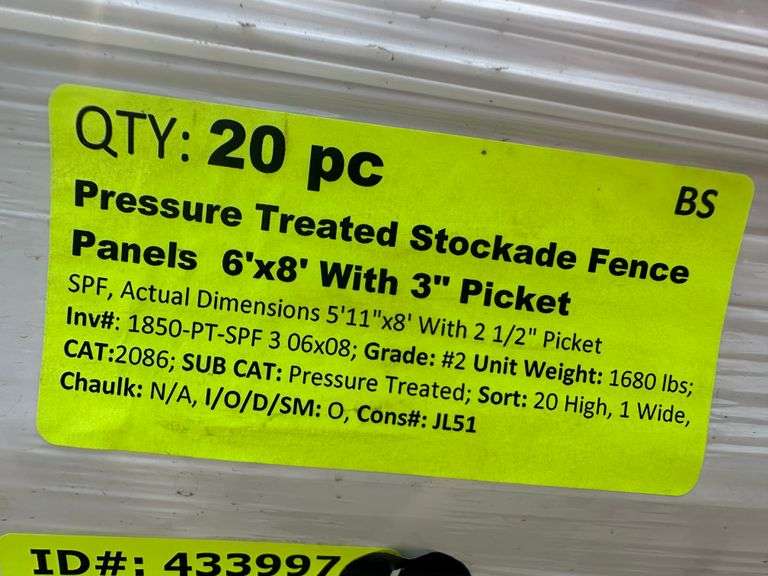 QTY: 20 pc
BS
Pressure Treated Stockade Fence
Panels 6'x8' With 3" Picket
SPF, Actual Dimensions 5'11"x8' With 2 1/2" Picket
Inv#: 1850-PT-SPF 3 06x08; Grade: #2 Unit Weight: 1680 lbs;
CAT:2086; SUB CAT: Pressure Treated; Sort: 20 High, 1 Wide,
Chaulk: N/A, I/O/D/SM: O, Cons#: JL51
ID#: 433997